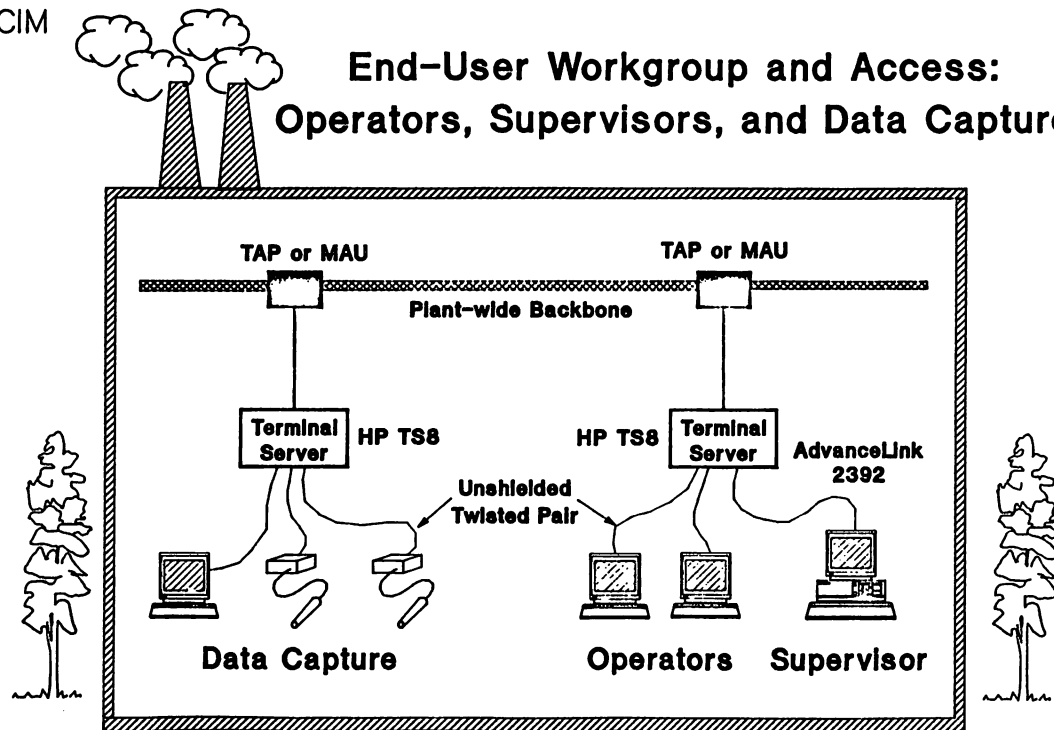 CIM
End-User Workgroup and Access:
Operators, Supervisors, and Data Capture
TAP or MAU
TAP or MAU
Plant-wide Backbone
Terminal
Server
HP TS8
HP TS8
Terminal
Server
AdvanceLink
2392
Unshielded
Twisted Pair
Data Capture
Operators
Supervisor